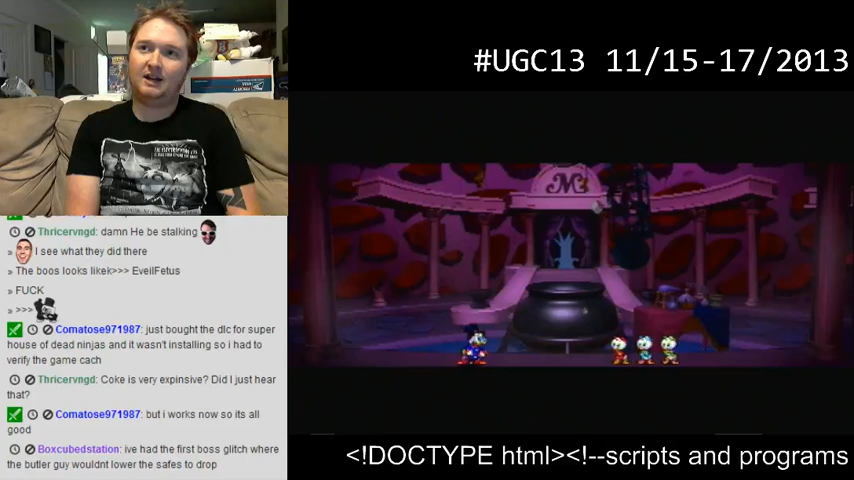 #UGC13 11/15-17/2013
M
Thricervngd: damn He be stalking
» I see what they did there
» The boos looks likek>>> EveilFetus
» FUCK
» >>>
Comatose971987: just bought the dlc for super
house of dead ninjas and it wasn't installing so i had to
verify the game cach
Thricervngd: Coke is very expinsive? Did I just hear
that?
Comatose971987: but i works now so its all
good
Boxcubedstation: ive had the first boss glitch where
the butler guy wouldnt lower the safes to drop
<!DOCTYPE html><!--scripts and programs